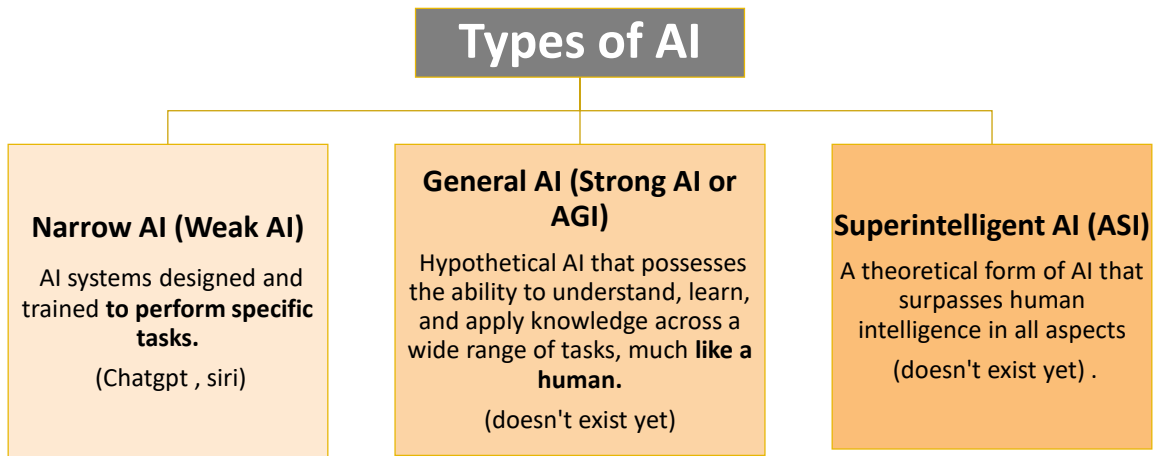 Types of AI
Narrow AI (Weak AI)
AI systems designed and
trained to perform specific
tasks.
(Chatgpt , siri)
General AI (Strong AI or
AGI)
Hypothetical AI that possesses
the ability to understand, learn,
and apply knowledge across a
wide range of tasks, much like a
human.
(doesn't exist yet)
Superintelligent AI (ASI)
A theoretical form of AI that
surpasses human
intelligence in all aspects
(doesn't exist yet) .